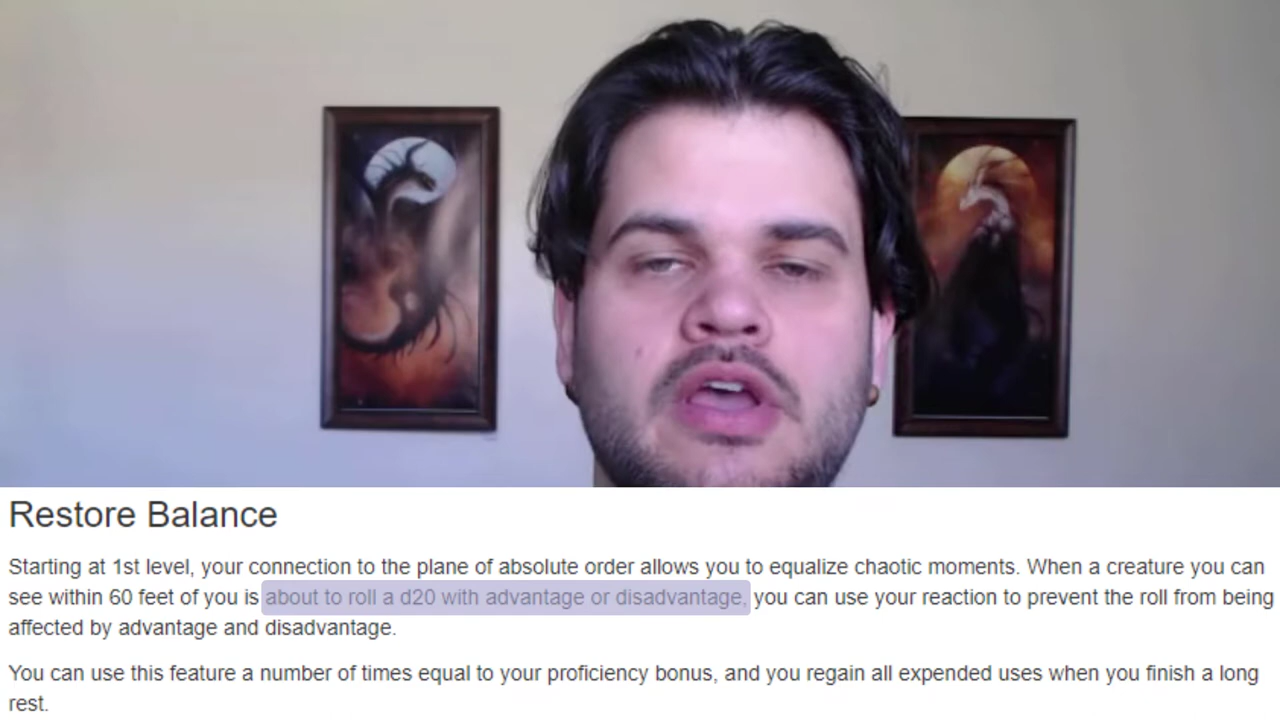 Restore Balance
Starting at 1st level, your connection to the plane of absolute order allows you to equalize chaotic moments. When a creature you can
see within 60 feet of you is about to roll a d20 with advantage or disadvantage, you can use your reaction to prevent the roll from being
affected by advantage and disadvantage.
You can use this feature a number of times equal to your proficiency bonus, and you regain all expended uses when you finish a long
rest.